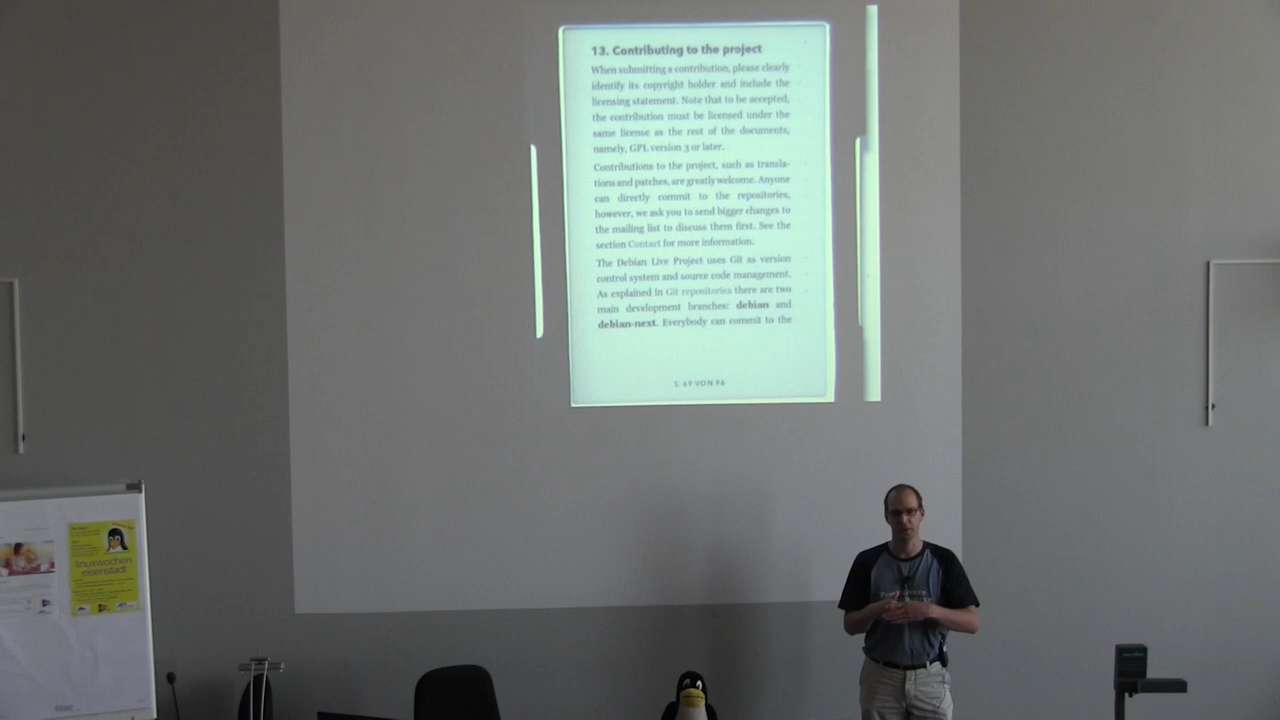 13. Contributing to the project
When submitting a contribution, please clearly
identify its copyright holder and include the
licensing statement. Note that to be accepted,
the contribution must be licensed under the
same license as the rest of the documents,
namely, GPL version 3 or later.
Contributions to the project, such as transla-
tions and patches, are greatly welcome. Anyone
can directly commit to the repositories,
however, we ask you to send bigger changes to
the mailing list to discuss them first. See the
section Contact for more information.
The Debian Live Project uses Git as version
control system and source code management.
As explained in Git repositories there are two
main development branches: debian and
debian-next. Everybody can commit to the
S. 69 VON 96
linuxwochen
eisenstadt